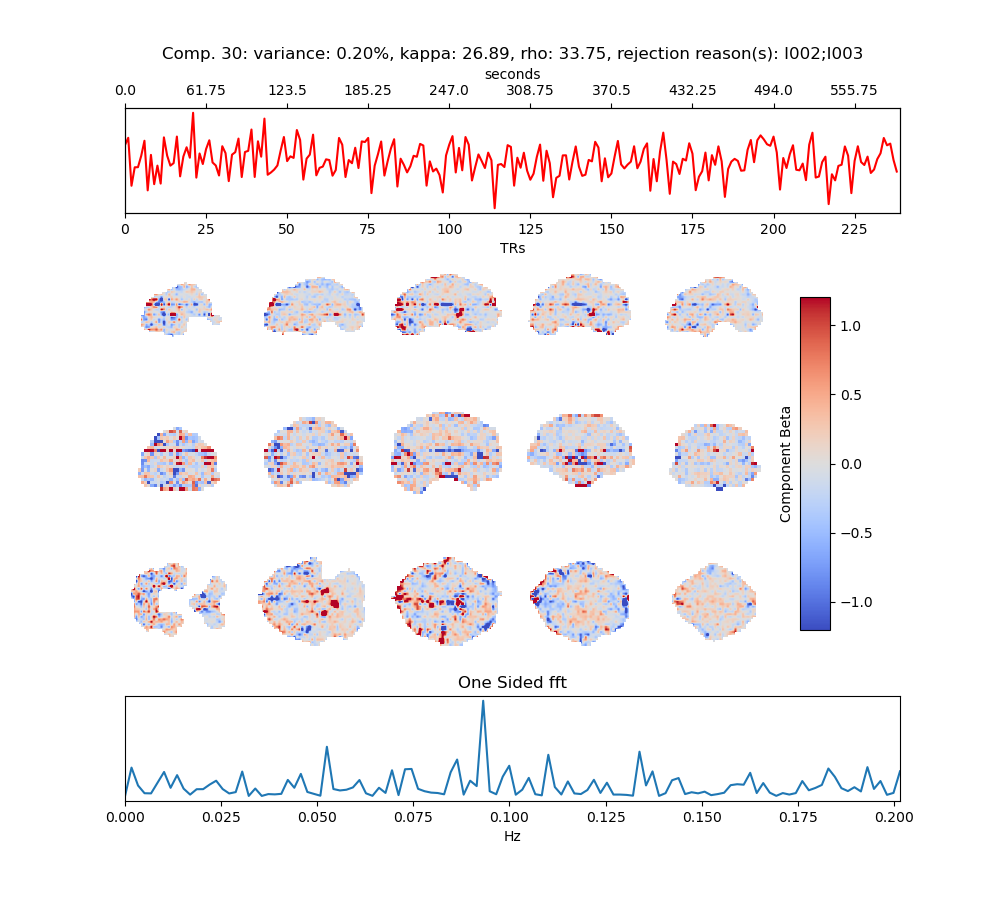 Comp. 30: variance: 0.20%, kappa: 26.89, rho: 33.75, rejection reason(s): I002;I003
seconds
0.0 61.75 123.5 185.25 247.0 308.75 370.5 432.25 494.0 555.75
0 25 50 75 100 125 150 175 200 225
TRs
1.0
0.5
0.0
−0.5
−1.0
Component Beta
One Sided fft
0.000 0.025 0.050 0.075 0.100 0.125 0.150 0.175 0.200
Hz